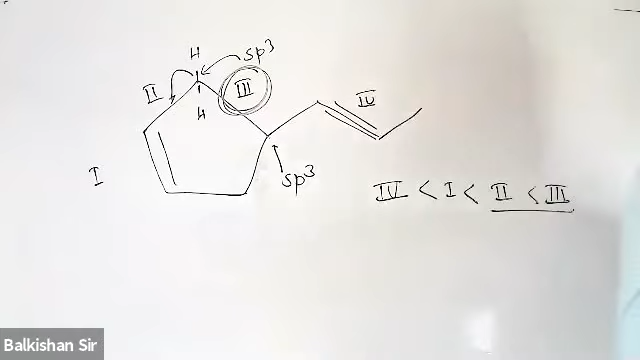 H
sp³
II
III
H
IV
I
sp³
IV < I < II < III
Balkishan Sir